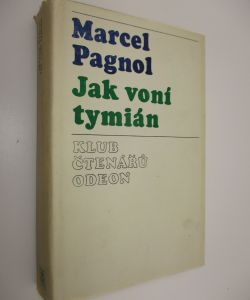 Marcel
Pagnol
Jak voní
tymián
KLUB
ČTENÁŘŮ
ODEON